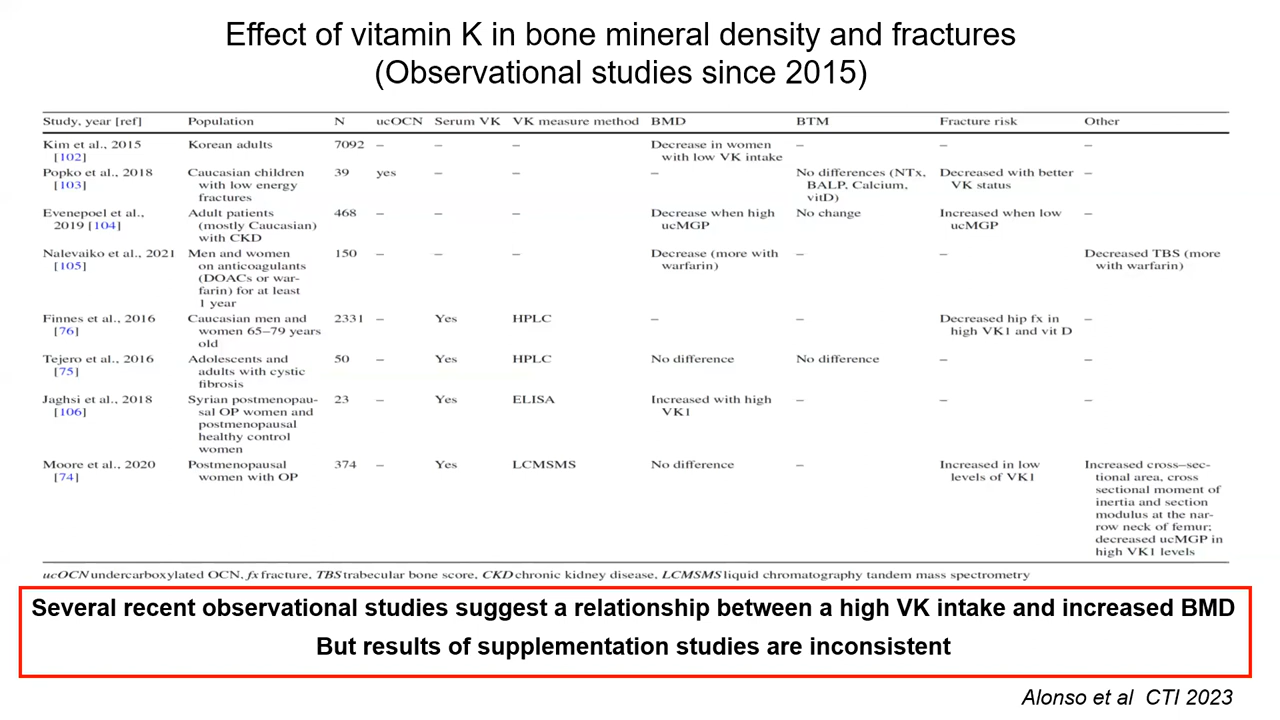 Effect of vitamin K in bone mineral density and fractures
(Observational studies since 2015)
Study, year [ref] Population N ucOCN Serum VK VK measure method BMD BTM Fracture risk Other
Kim et al., 2015 Korean adults 7092 – – – Decrease in women – – –
[102] with low VK intake
Popko et al., 2018 Caucasian children 39 yes – – – No differences (NTx, Decreased with better –
[103] with low energy BALP, Calcium, VK status
fractures vitD)
Evenepoel et al., Adult patients 468 – – – Decrease when high No change Increased when low –
2019 [104] (mostly Caucasian) ucMGP ucMGP
with CKD
Nalevaiko et al., 2021 Men and women 150 – – – Decrease (more with – – Decreased TBS (more
[105] on anticoagulants warfarin) with warfarin)
(DOACs or war-
farin) for at least
1 year
Finnes et al., 2016 Caucasian men and 2331 – Yes HPLC – – Decreased hip fx in –
[76] women 65–79 years high VK1 and vit D
old
Tejero et al., 2016 Adolescents and 50 – Yes HPLC No difference No difference – –
[75] adults with cystic
fibrosis
Jaghsi et al., 2018 Syrian postmenopau- 23 – Yes ELISA Increased with high – – –
[106] sal OP women and VK1
postmenopausal
healthy control
women
Moore et al., 2020 Postmenopausal 374 – Yes LCMSMS No difference – Increased in low Increased cross–sec-
[74] women with OP levels of VK1 tional area, cross
sectional moment of
inertia and section
modulus at the nar-
row neck of femur;
decreased ucMGP in
high VK1 levels
ucOCN undercarboxylated OCN, fx fracture, TBS trabecular bone score, CKD chronic kidney disease, LCMSMS liquid chromatography tandem mass spectrometry
Several recent observational studies suggest a relationship between a high VK intake and increased BMD
But results of supplementation studies are inconsistent
Alonso et al CTI 2023